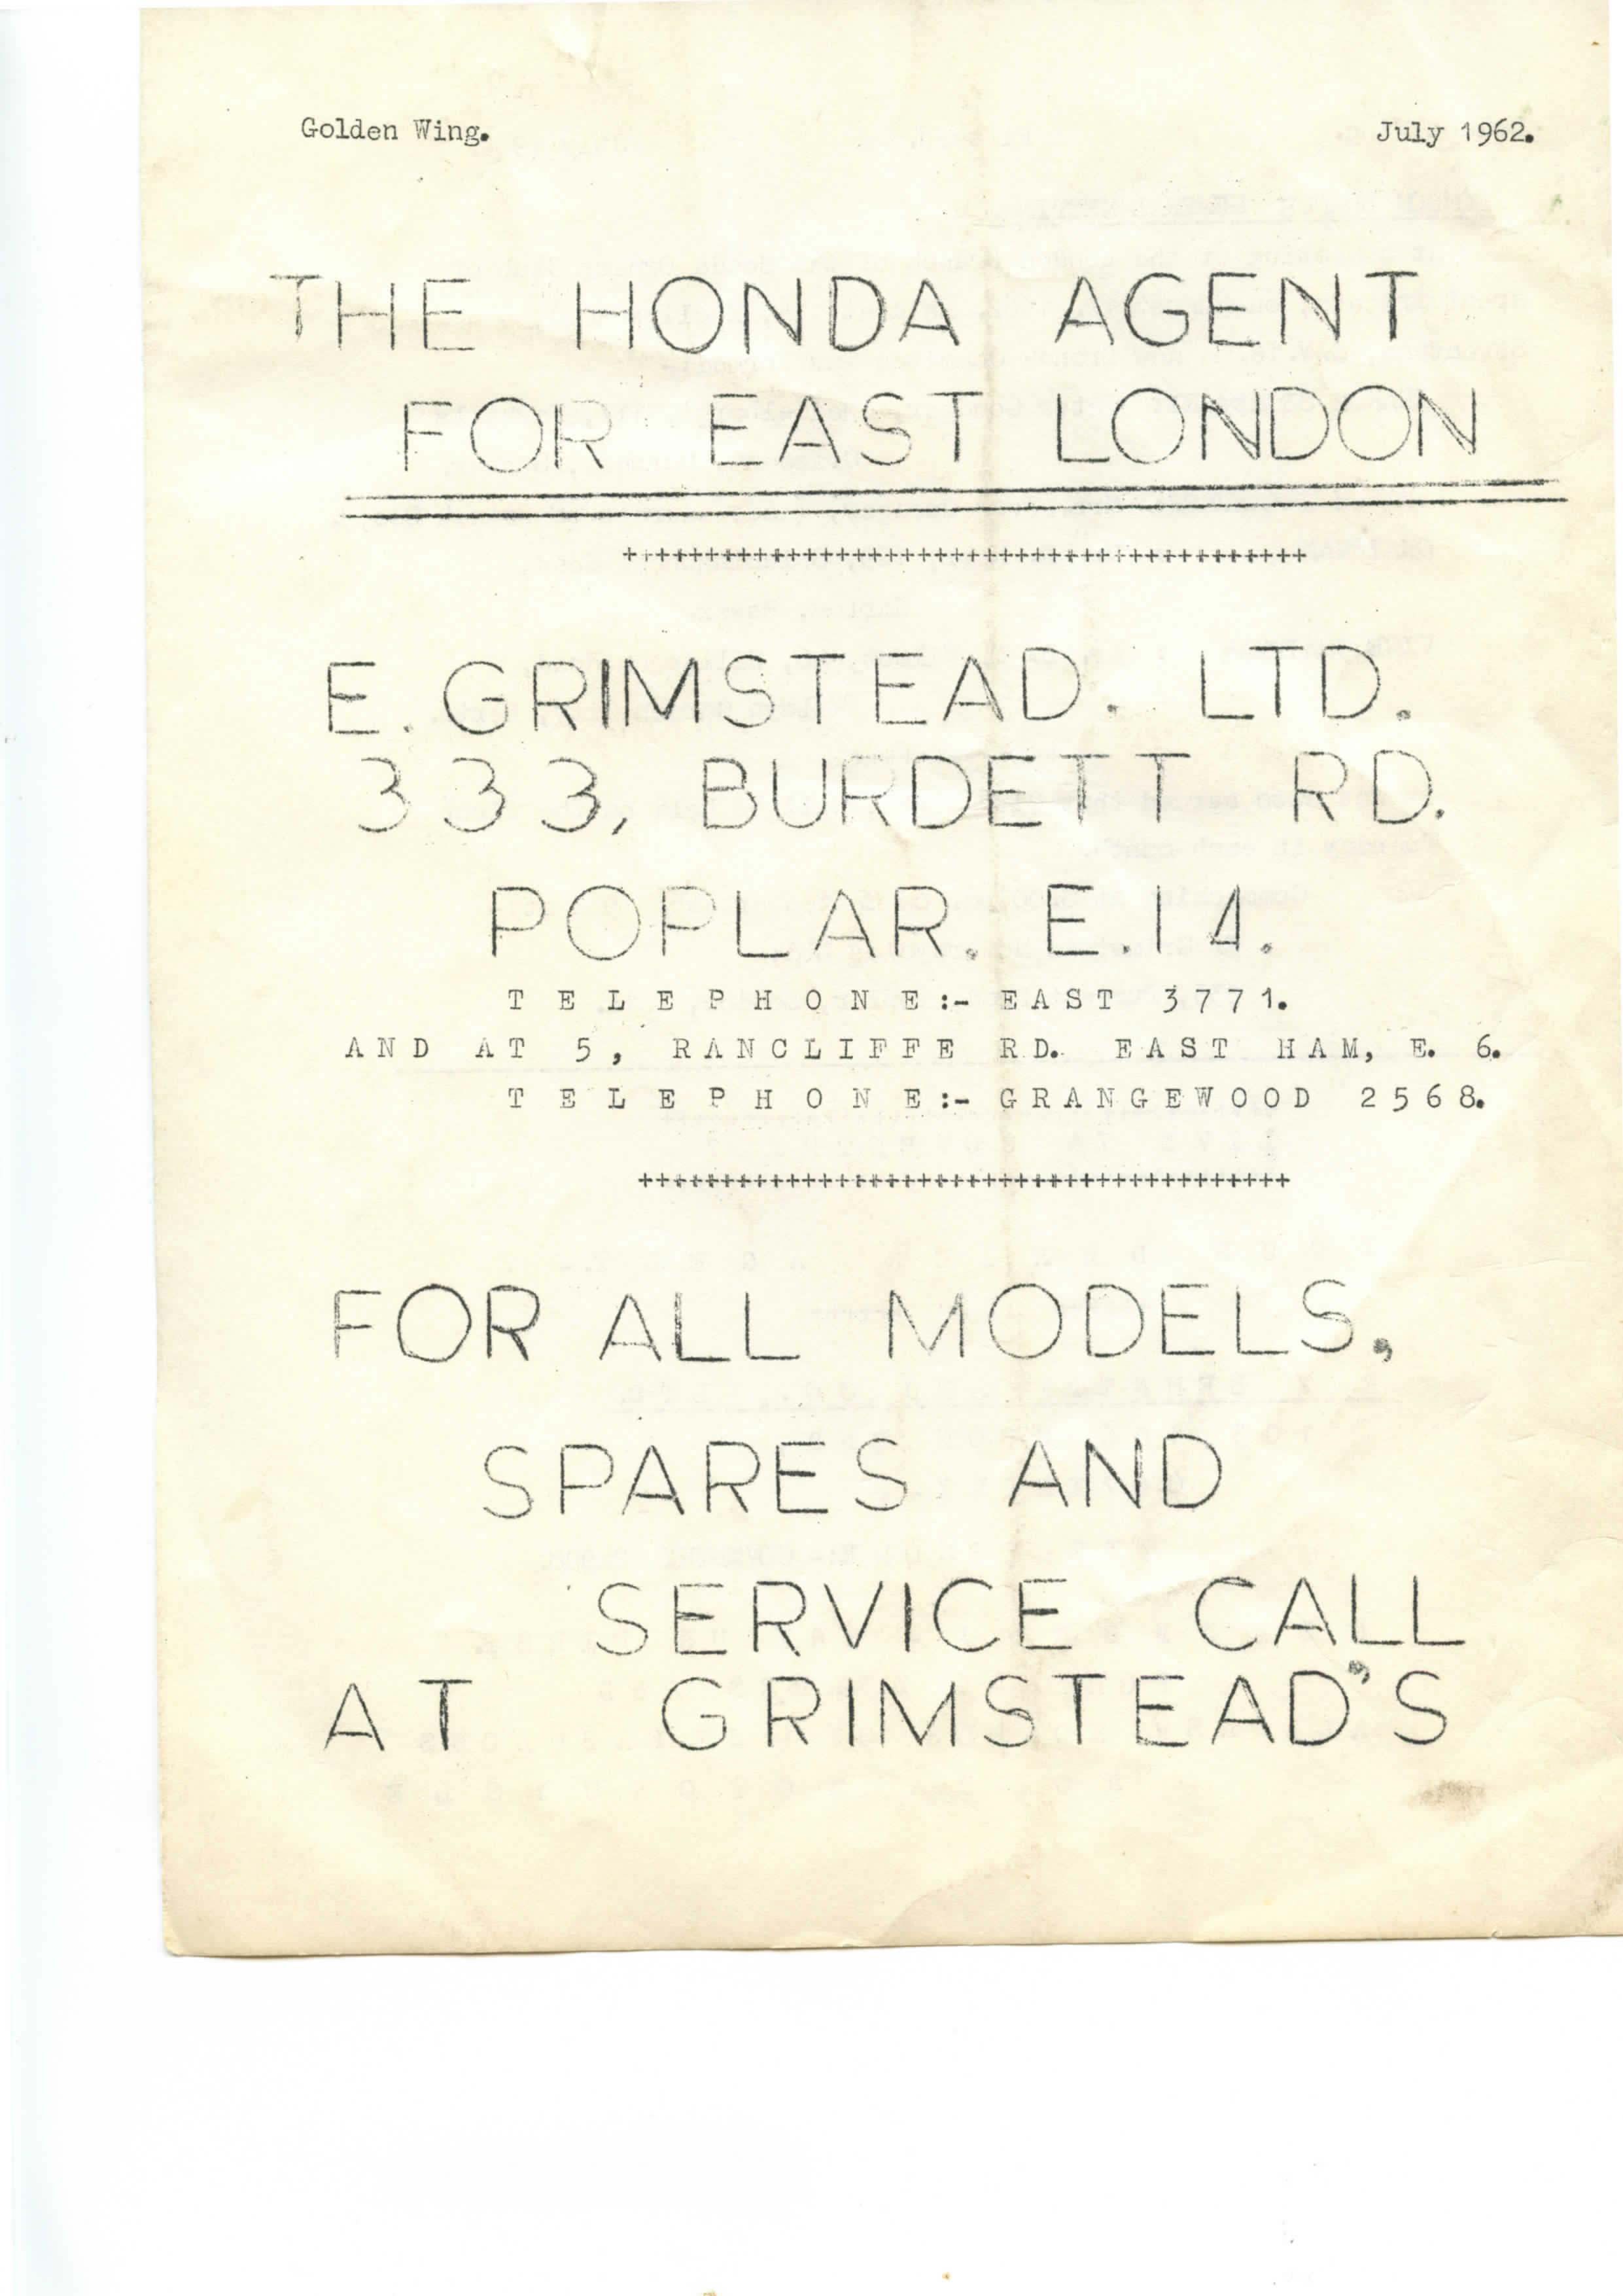 Golden Wing. July 1962.
THE HONDA AGENT
FOR EAST LONDON
++++++++++++++++++++++++++++++++++++++++++
E. GRIMSTEAD. LTD.
333, BURDETT RD.
POPLAR. E.14.
TELEPHONE:- EAST 3771.
AND AT 5, RANCLIFFE RD. EAST HAM, E. 6.
TELEPHONE:- GRANGEWOOD 2568.
++++++++++++++++++++++++++++++++++++++++
FOR ALL MODELS,
SPARES AND
SERVICE CALL
AT GRIMSTEAD'S